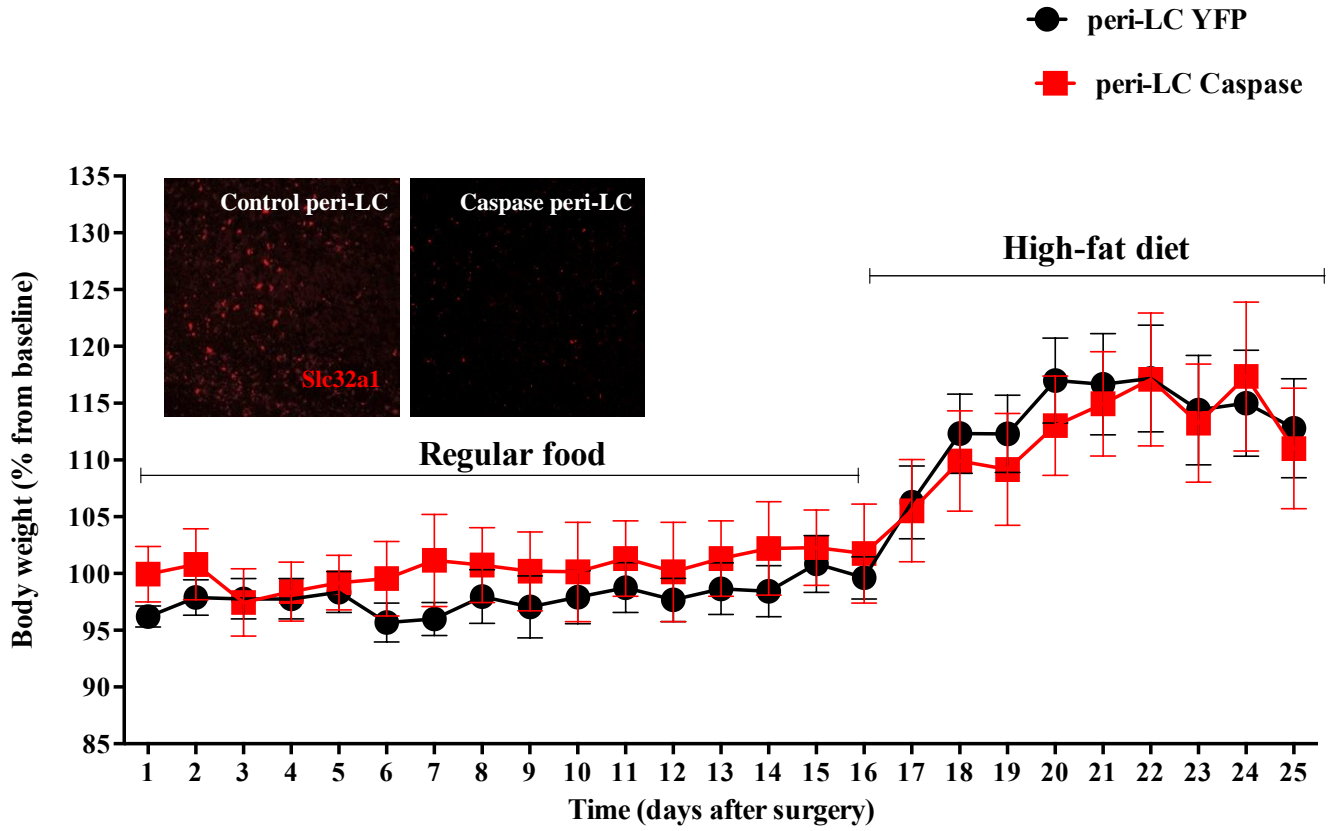 peri-LC YFP
peri-LC Caspase
135
130
125
120
115
110
105
100
95
90
85
Body weight (% from baseline)
Control peri-LC
Caspase peri-LC
Slc32a1
High-fat diet
Regular food
1 2 3 4 5 6 7 8 9 10 11 12 13 14 15 16 17 18 19 20 21 22 23 24 25
Time (days after surgery)